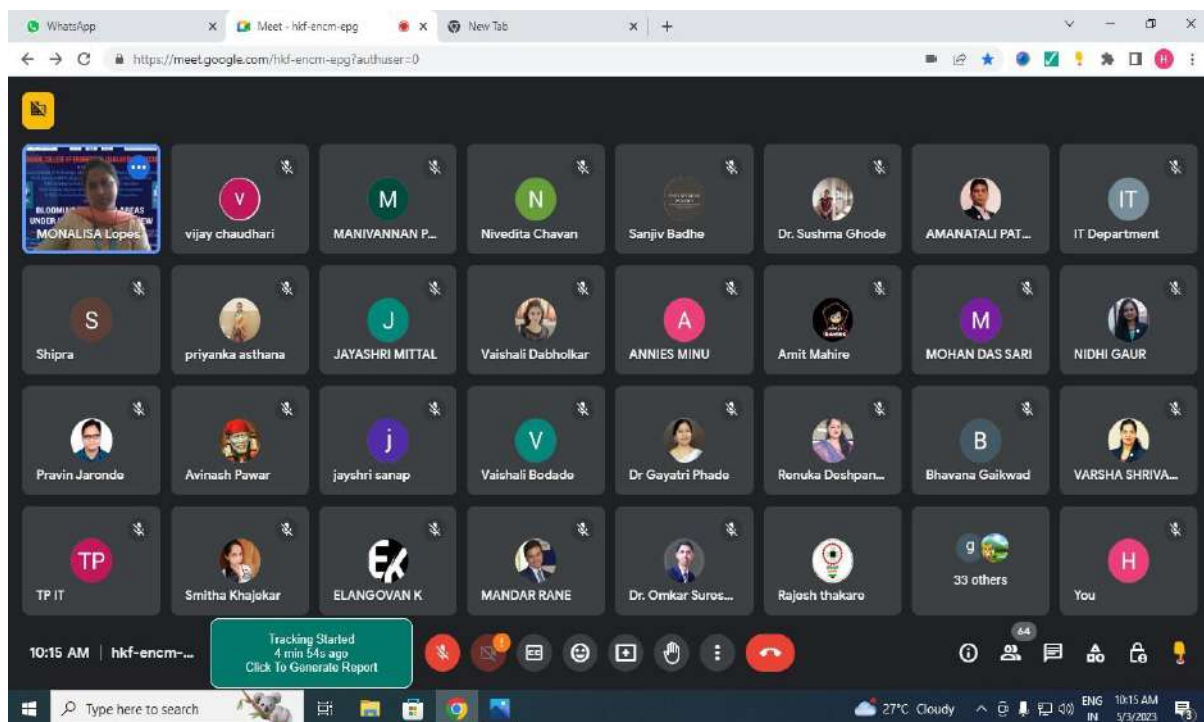 WhatsApp
Meet - hkf-encm-epg
New Tab
https://meet.google.com/hkf-encm-epg?authuser=0
H
BLOOMI
AREAS
UNDER
MONALISA Lopes
V
vijay chaudhari
M
MANIVANNAN P...
N
Nivedita Chavan
Sanjiv Badhe
Dr. Sushma Ghode
AMANATALI PAT...
IT
IT Department
S
Shipra
priyanka asthana
J
JAYASHRI MITTAL
Vaishali Dabholkar
A
ANNIES MINU
Amit Mahire
M
MOHAN DAS SARI
NIDHI GAUR
Pravin Jaronde
Avinash Pawar
j
jayshri sanap
V
Vaishali Bodade
Dr Gayatri Phade
Renuka Deshpan...
B
Bhavana Gaikwad
VARSHA SHRIVA...
TP
TP IT
Smitha Khajekar
EK
ELANGOVAN K
MANDAR RANE
Dr. Omkar Sures...
Rajesh thakare
g
33 others
H
You
10:15 AM | hkf-encm-...
Tracking Started
4 min 54s ago
Click To Generate Report
64
Type here to search
27°C Cloudy
ENG
IN
10:15 AM
5/3/2023